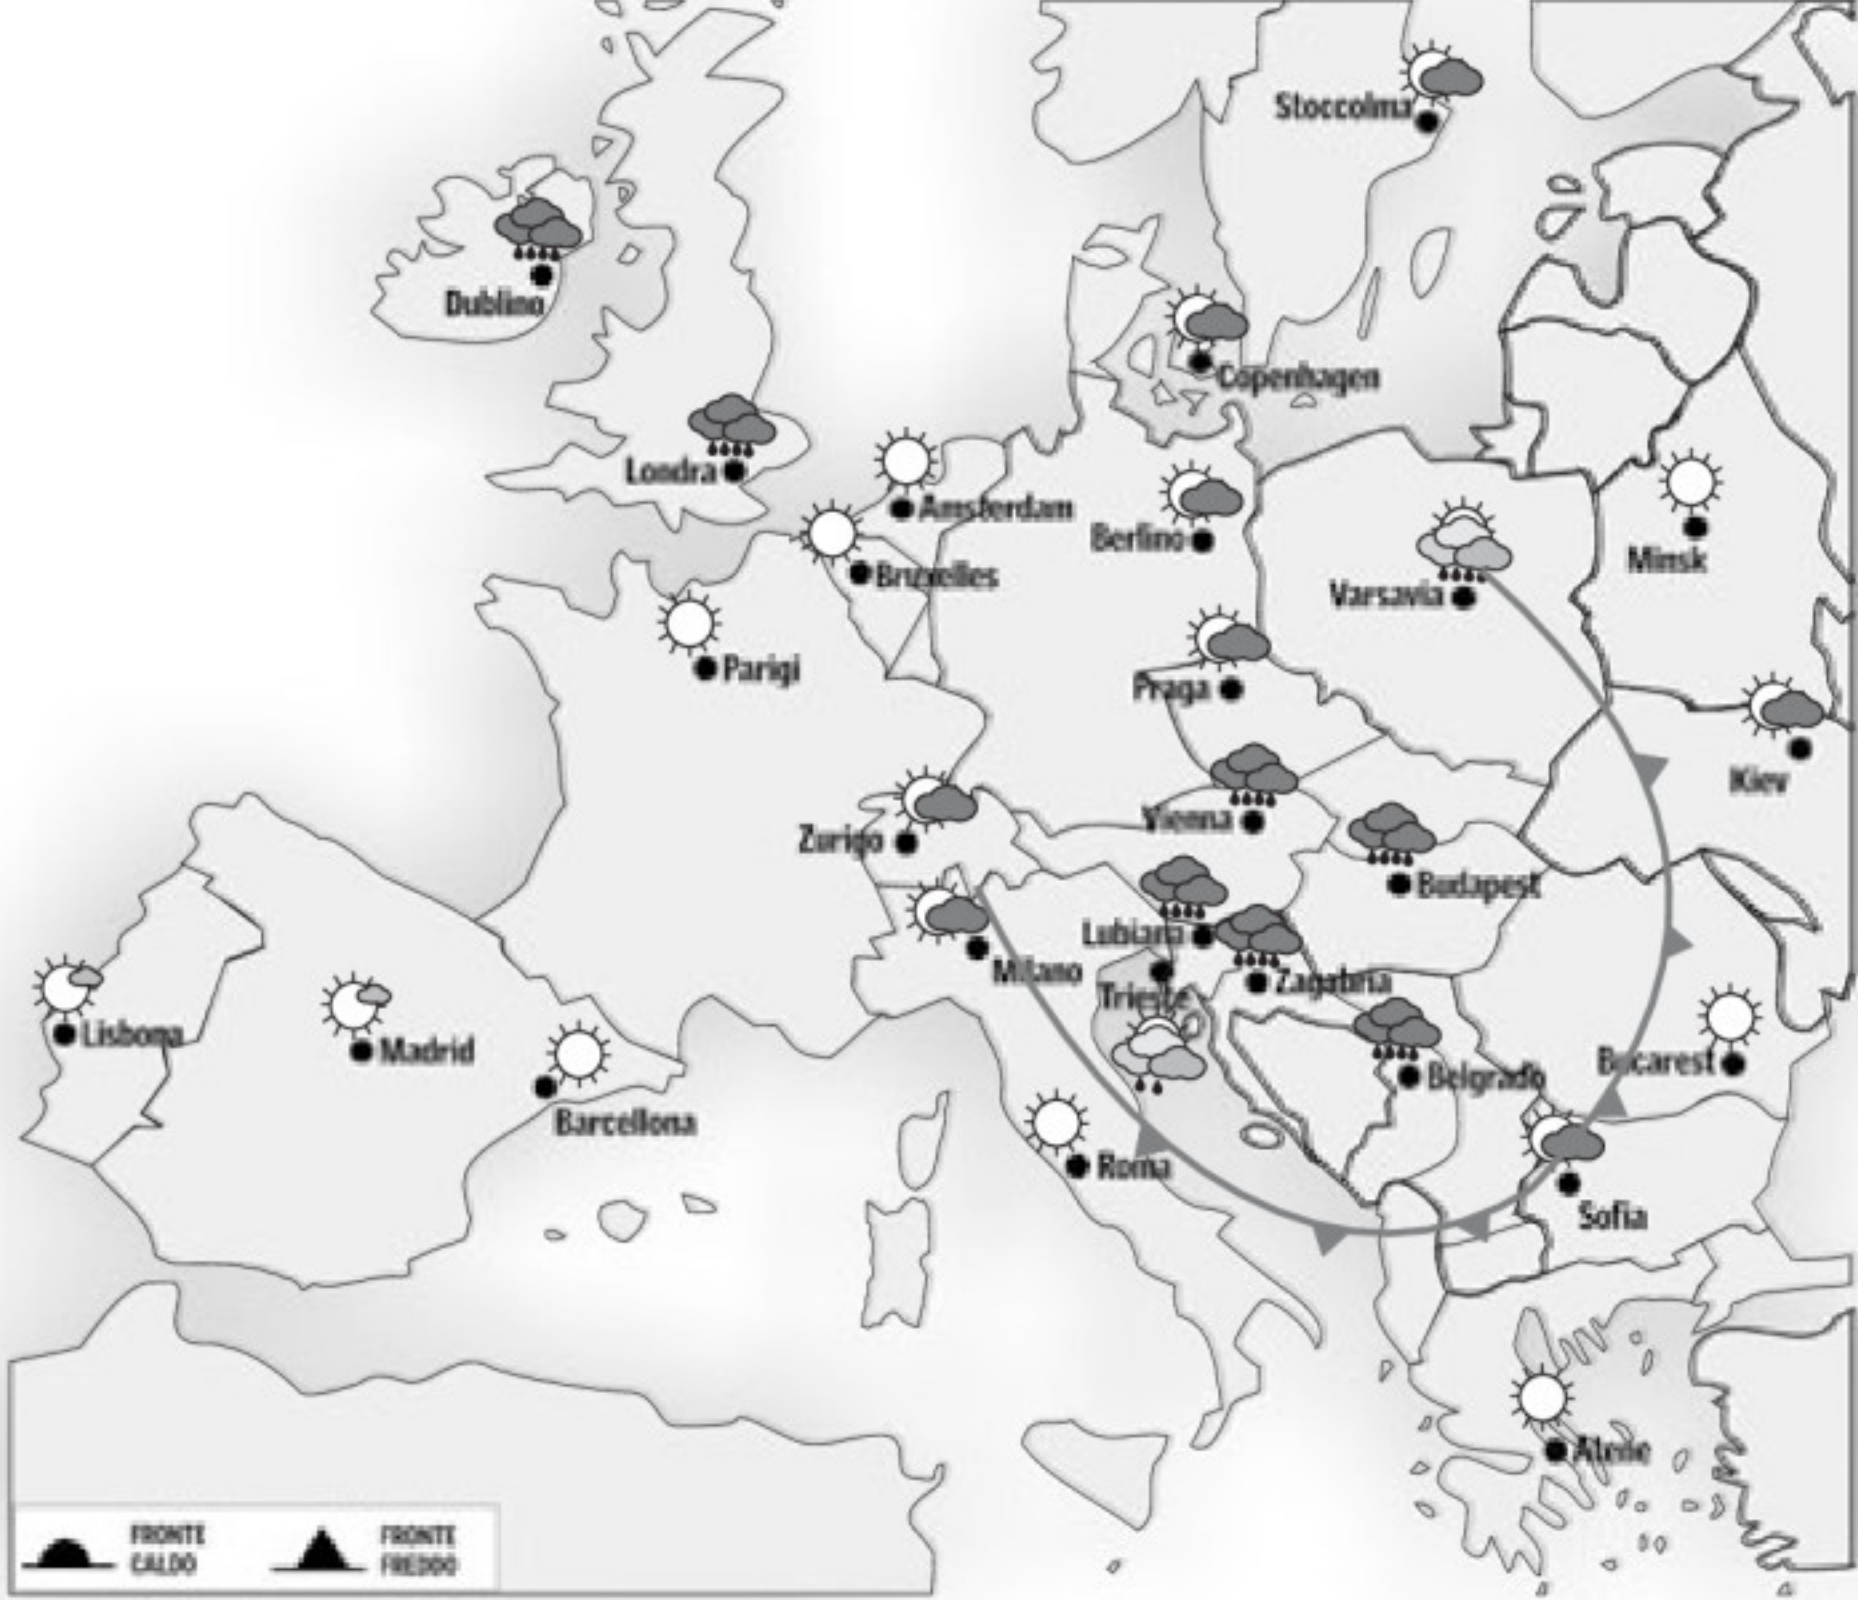 Stoccolma
Dublino
Copenhagen
Londra
Amsterdam
Berlino
Minsk
Bruxelles
Varsavia
Parigi
Praga
Kiev
Vienna
Zurigo
Budapest
Lubiana
Milano
Zagabria
Trieste
Lisbona
Madrid
Bucarest
Belgrado
Barcellona
Roma
Sofia
Atene
FRONTE
CALDO
FRONTE
FREDDO